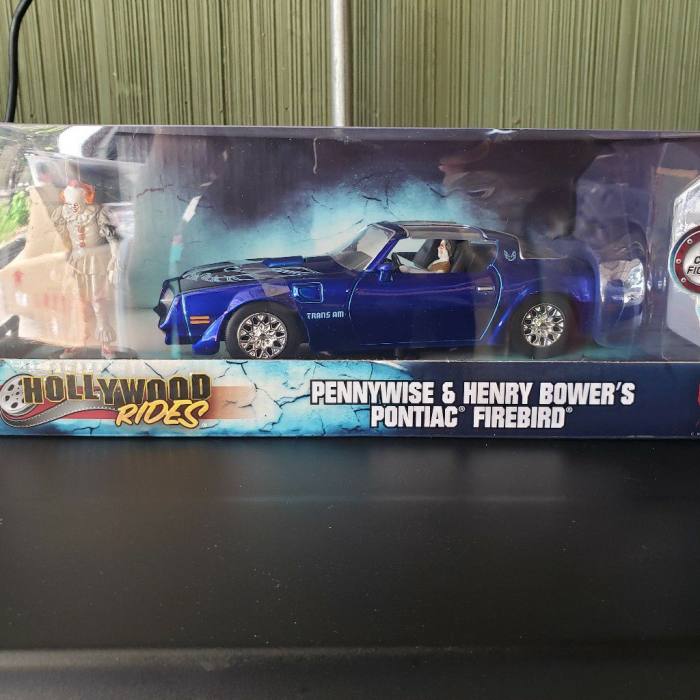 TRANS AM
HOLLYWOOD
RIDES
PENNYWISE & HENRY BOWER'S
PONTIAC® FIREBIRD®